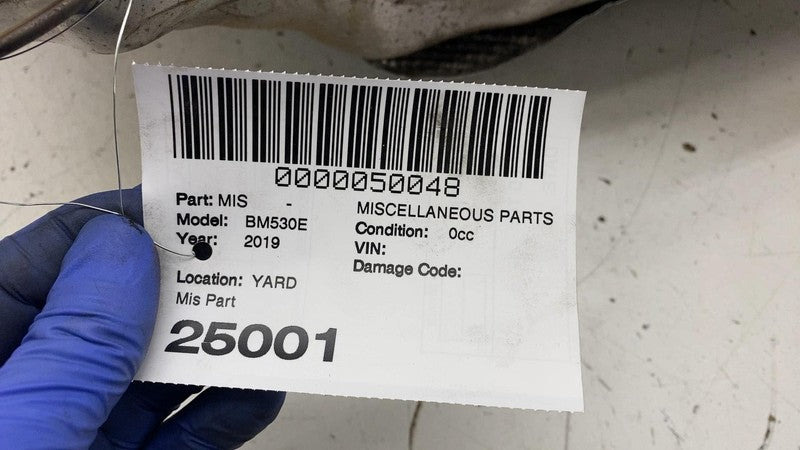 0000050048
Part: MIS - MISCELLANEOUS PARTS
Model: BM530E Condition: 0cc
Year: 2019 VIN:
Damage Code:
Location: YARD
Mis Part
25001